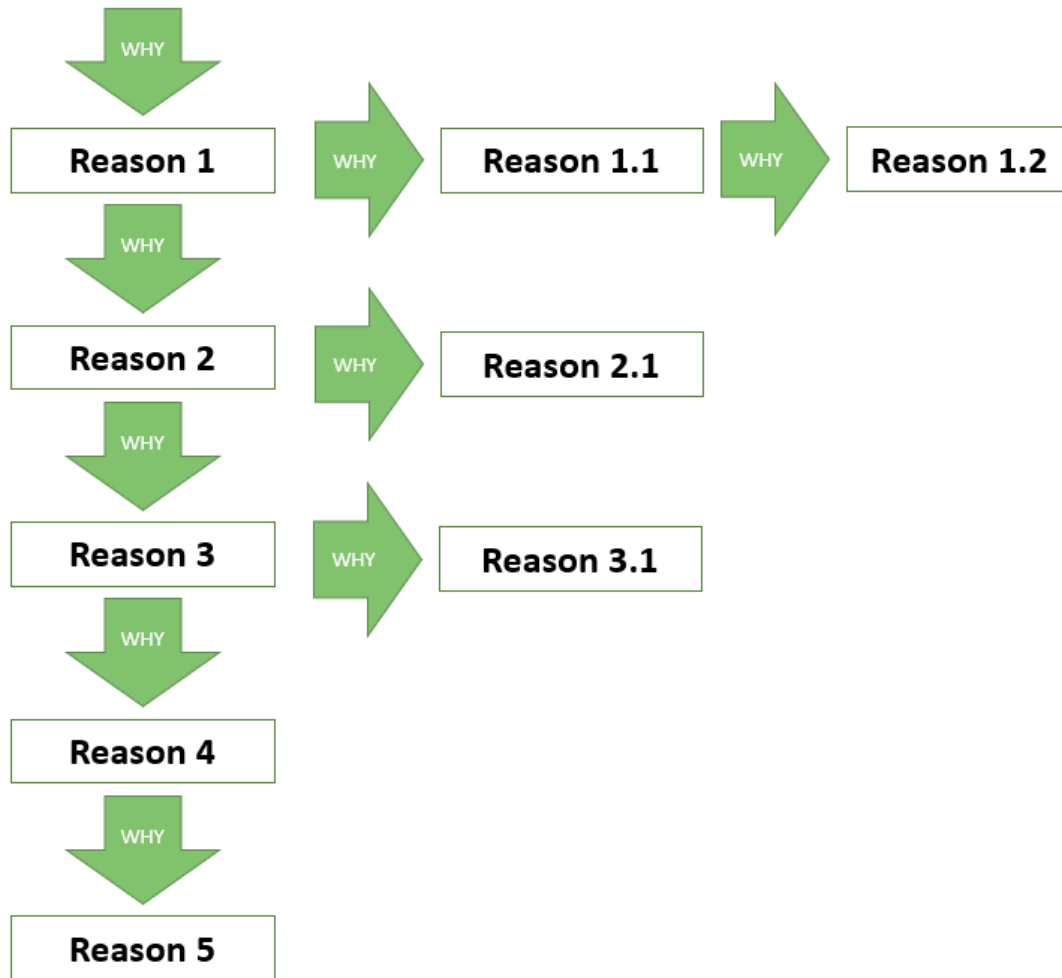 WHY
Reason 1
WHY
Reason 1.1
WHY
Reason 1.2
WHY
Reason 2
WHY
Reason 2.1
WHY
Reason 3
WHY
Reason 3.1
WHY
Reason 4
WHY
Reason 5